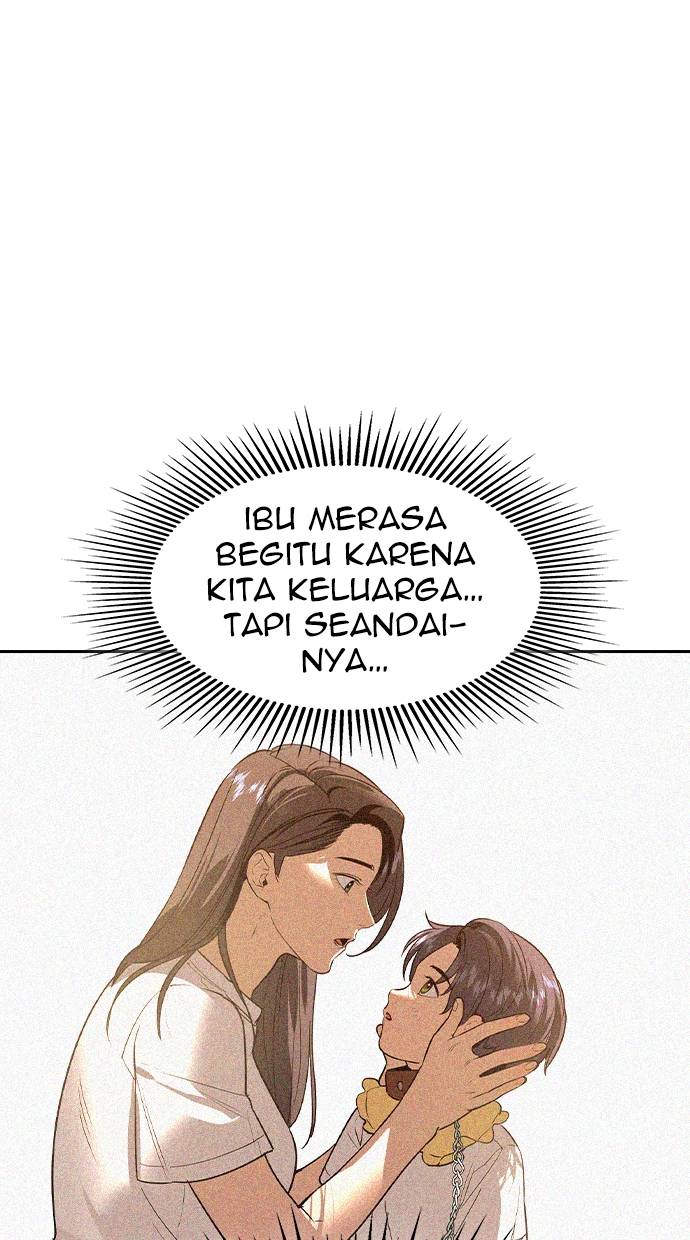 IBU MERASA
BEGITU KARENA
KITA KELUARGA...
TAPI SEANDAI-
NYA...